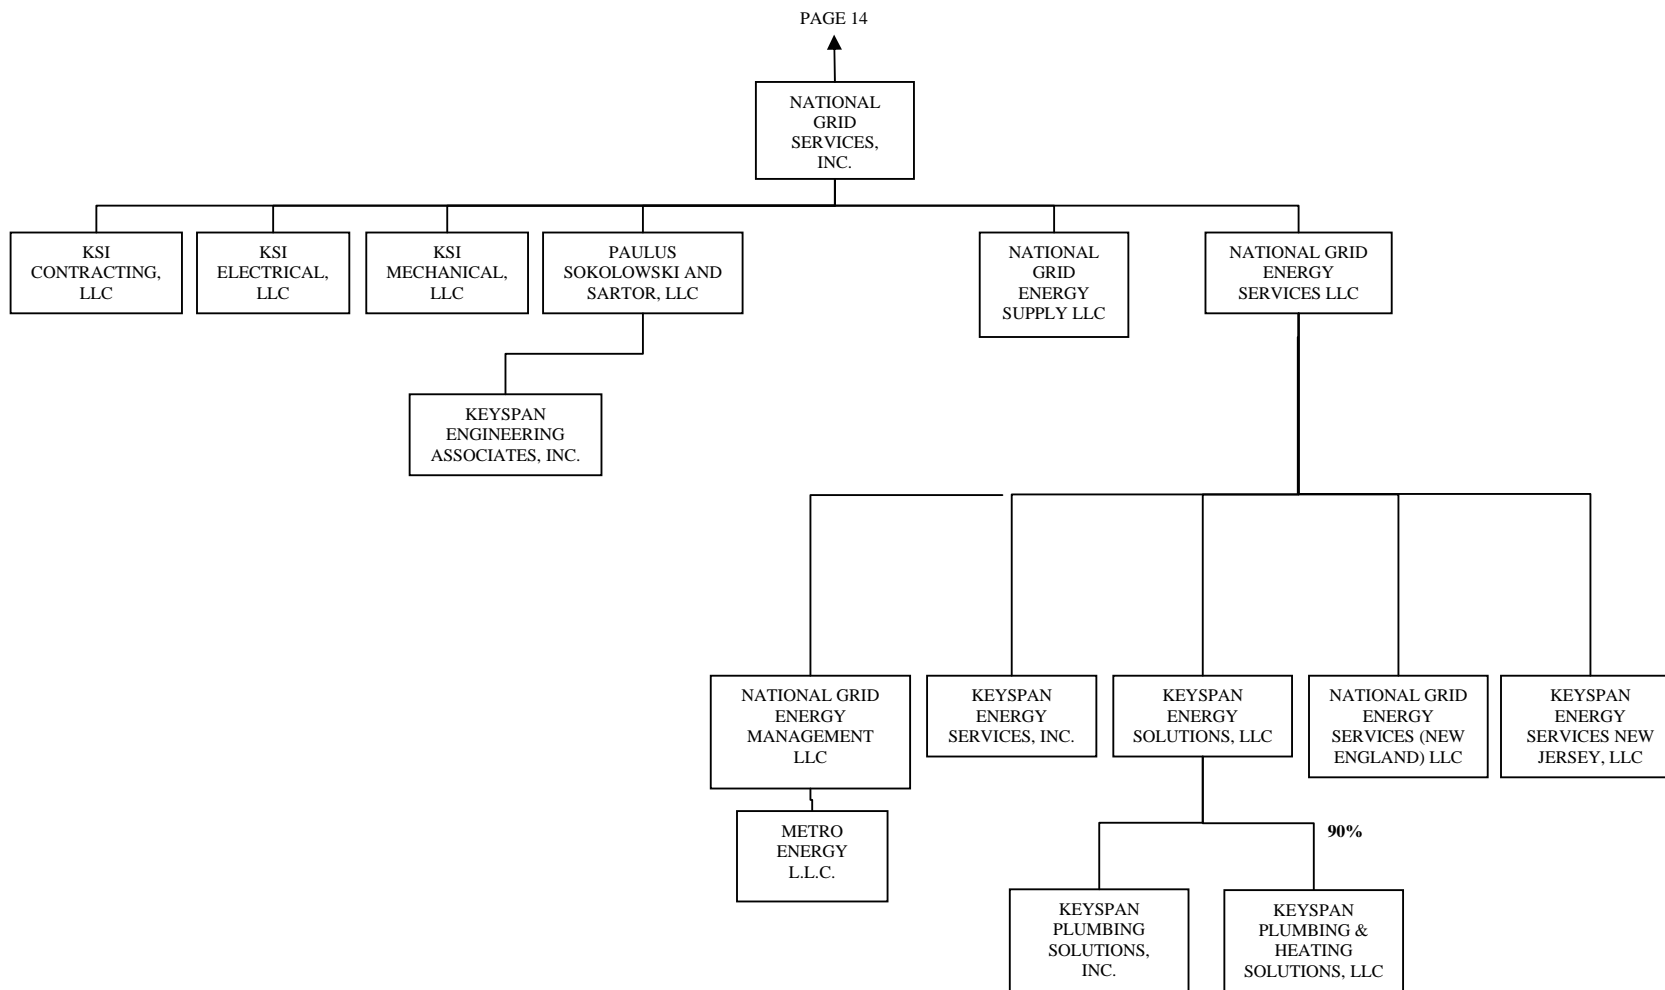 PAGE 14
NATIONAL
GRID
SERVICES,
INC.
KSI
CONTRACTING,
LLC
KSI
ELECTRICAL,
LLC
KSI
MECHANICAL,
LLC
PAULUS
SOKOLOWSKI AND
SARTOR, LLC
NATIONAL
GRID
ENERGY
SUPPLY LLC
NATIONAL GRID
ENERGY
SERVICES LLC
KEYSPAN
ENGINEERING
ASSOCIATES, INC.
NATIONAL GRID
ENERGY
MANAGEMENT
LLC
KEYSPAN
ENERGY
SERVICES, INC.
KEYSPAN
ENERGY
SOLUTIONS, LLC
NATIONAL GRID
ENERGY
SERVICES (NEW
ENGLAND) LLC
KEYSPAN
ENERGY
SERVICES NEW
JERSEY, LLC
METRO
ENERGY
L.L.C.
90%
KEYSPAN
PLUMBING
SOLUTIONS,
INC.
KEYSPAN
PLUMBING &
HEATING
SOLUTIONS, LLC